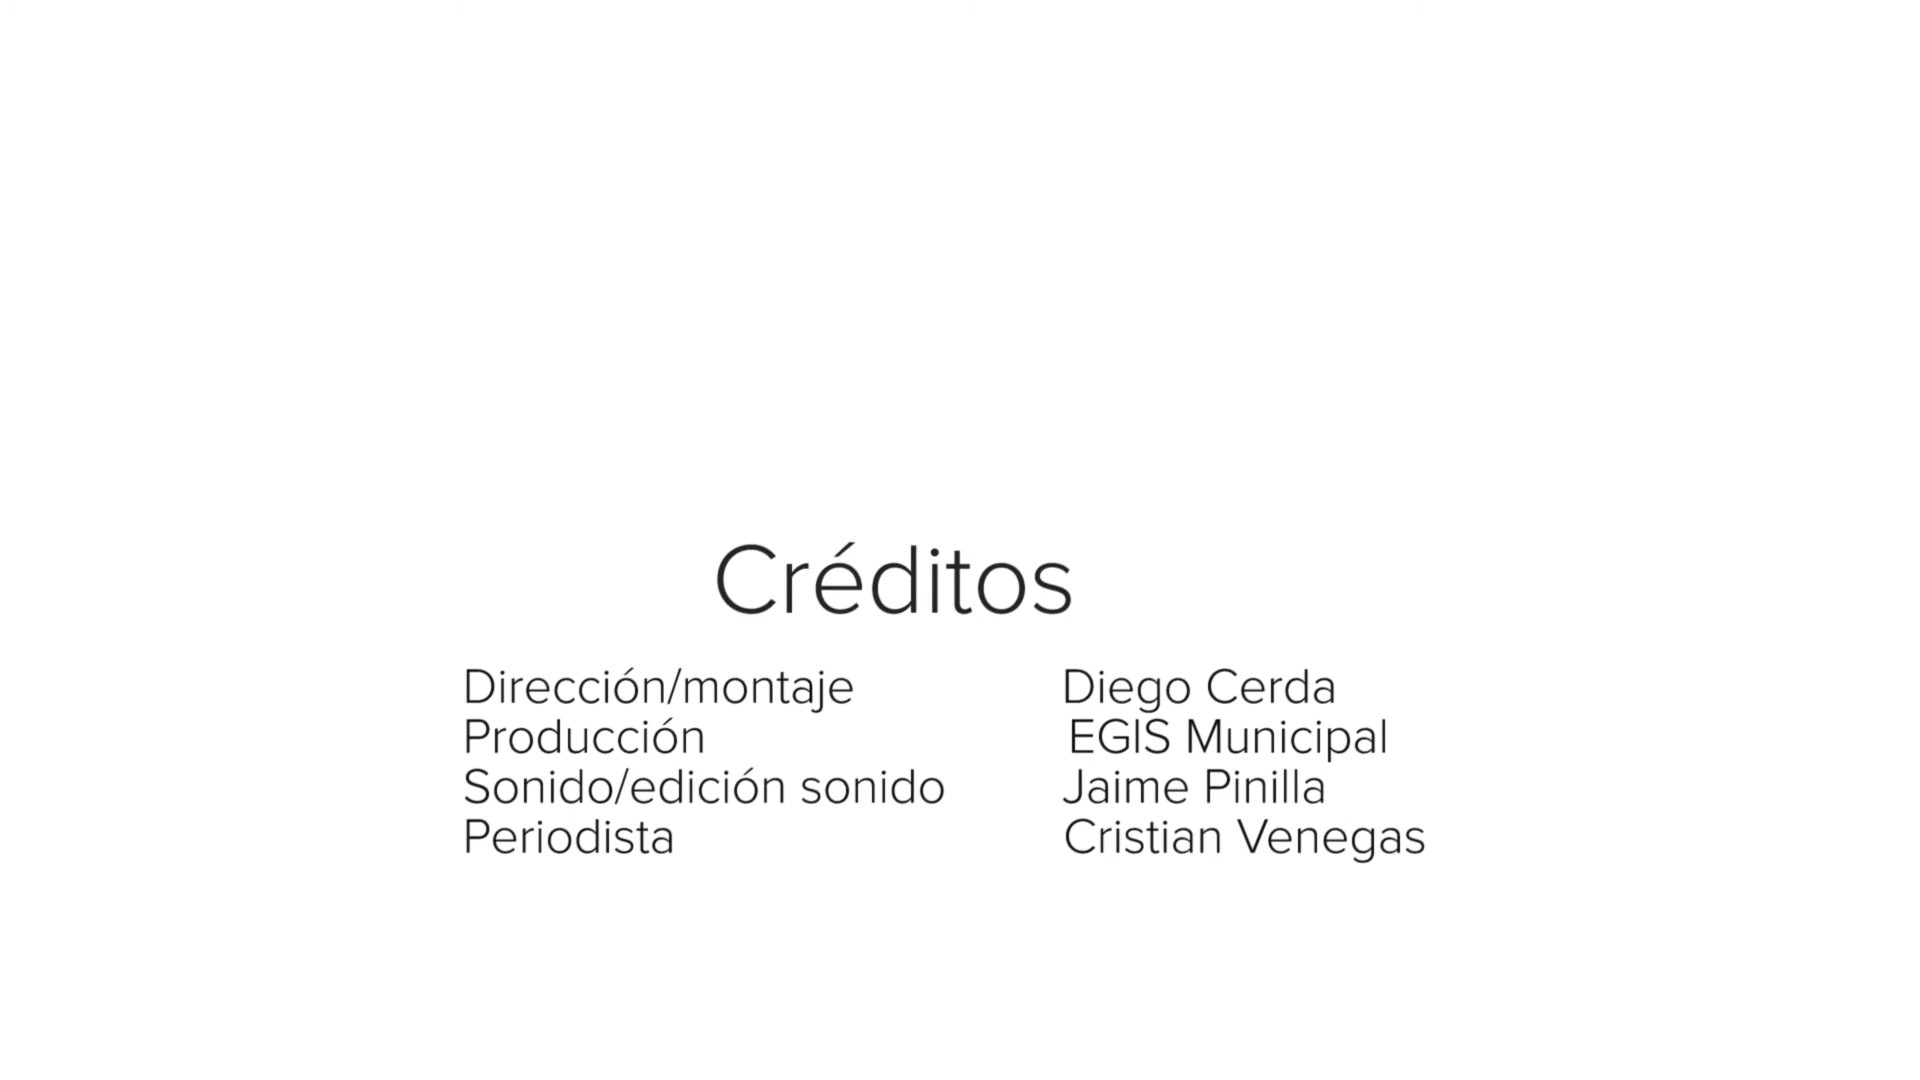 Créditos
Dirección/montaje Diego Cerda
Producción EGIS Municipal
Sonido/edición sonido Jaime Pinilla
Periodista Cristian Venegas